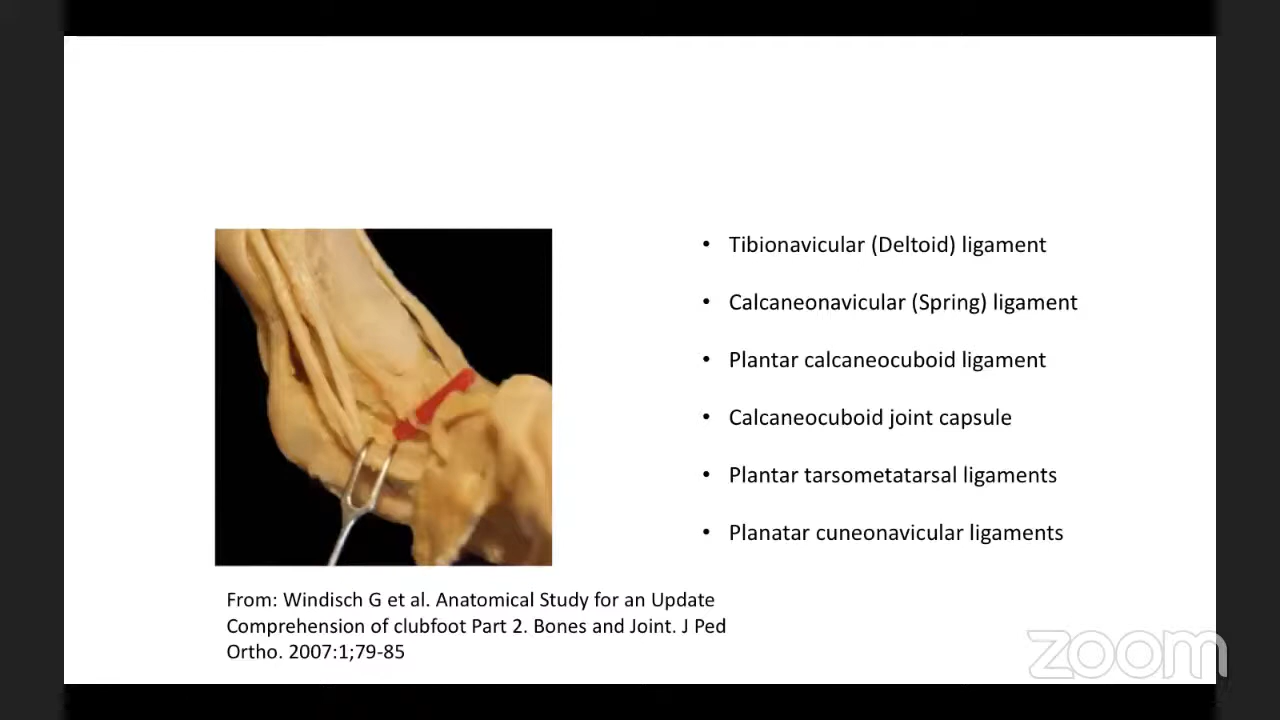 • Tibionavicular (Deltoid) ligament
• Calcaneonavicular (Spring) ligament
• Plantar calcaneocuboid ligament
• Calcaneocuboid joint capsule
• Plantar tarsometatarsal ligaments
• Planatar cuneonavicular ligaments
From: Windisch G et al. Anatomical Study for an Update
Comprehension of clubfoot Part 2. Bones and Joint. J Ped
Ortho. 2007:1;79-85
zoom